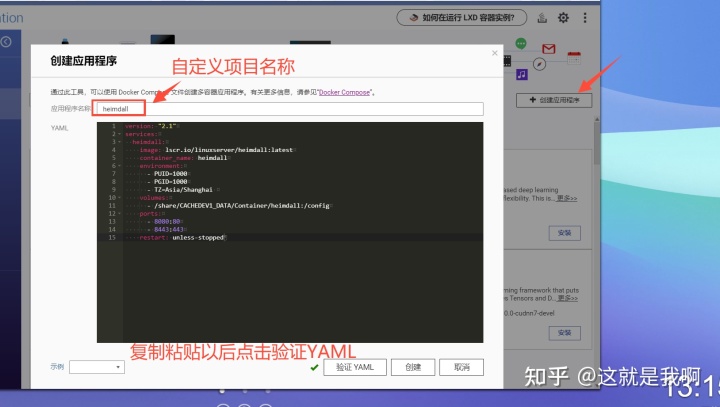 如何在运行 LXD 容器实例?
创建应用程序
自定义项目名称
通过此工具，可以使用 Docker Compose 文件创建多容器应用程序。有关更多信息，请参见"Docker Compose"。
+ 创建应用程序
应用程序名称
heimdall
YAML
1 version: "2.1"
2 services:
3 heimdall:
4 image: lscr.io/linuxserver/heimdall:latest
5 container_name: heimdall
6 environment:
7 - PUID=1000
8 - PGID=1000
9 - TZ=Asia/Shanghai
10 volumes:
11 - /share/CACHEDEV1_DATA/Container/heimdall:/config
12 ports:
13 - 8080:80
14 - 8443:443
15 restart: unless-stopped
ased deep learning
flexibility. This is...更多>>
安装
ning framework that puts
s Tensors and D...更多>>
0.0-cudnn7-devel
安装
复制粘贴以后点击验证YAML
示例
验证 YAML
创建
取消
知乎 @这就是我啊
13:15